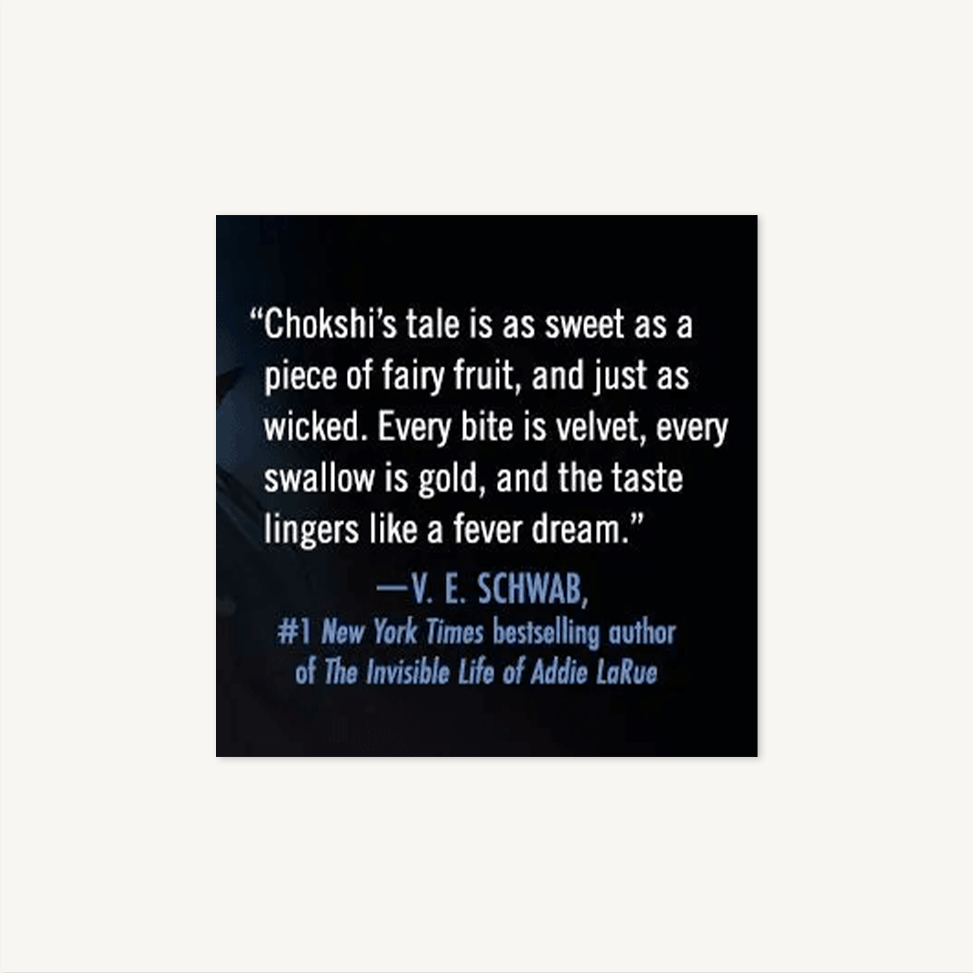 “Chokshi’s tale is as sweet as a
piece of fairy fruit, and just as
wicked. Every bite is velvet, every
swallow is gold, and the taste
lingers like a fever dream.”
—V. E. SCHWAB,
#1 New York Times bestselling author
of The Invisible Life of Addie LaRue